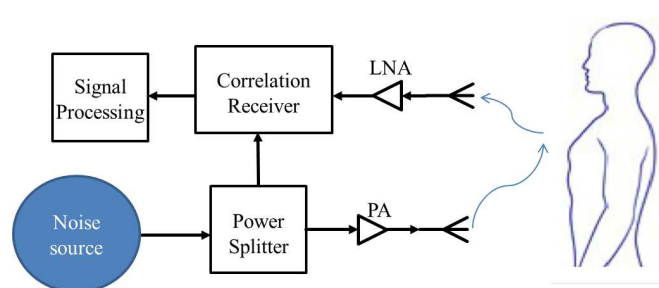 LNA
Signal
Processing
Correlation
Receiver
Noise
source
Power
Splitter
PA